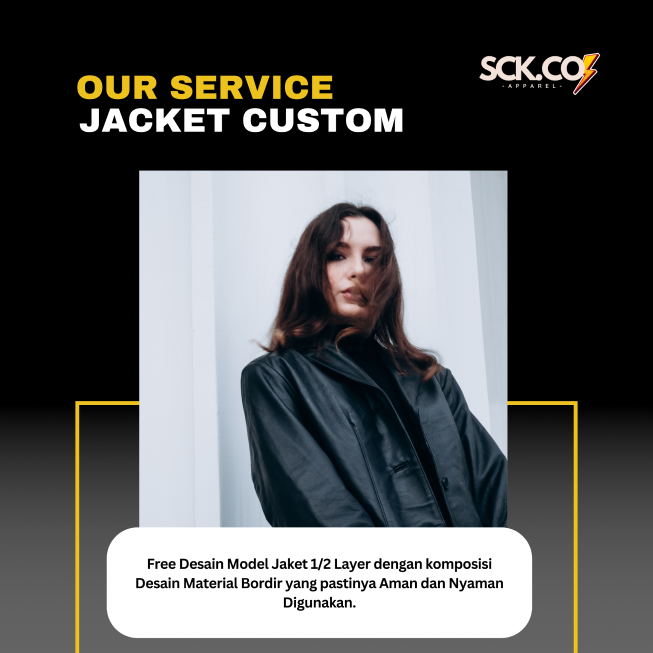 SCK.CO
-APPAREL-
OUR SERVICE
JACKET CUSTOM
Free Desain Model Jaket 1/2 Layer dengan komposisi
Desain Material Bordir yang pastinya Aman dan Nyaman
Digunakan.